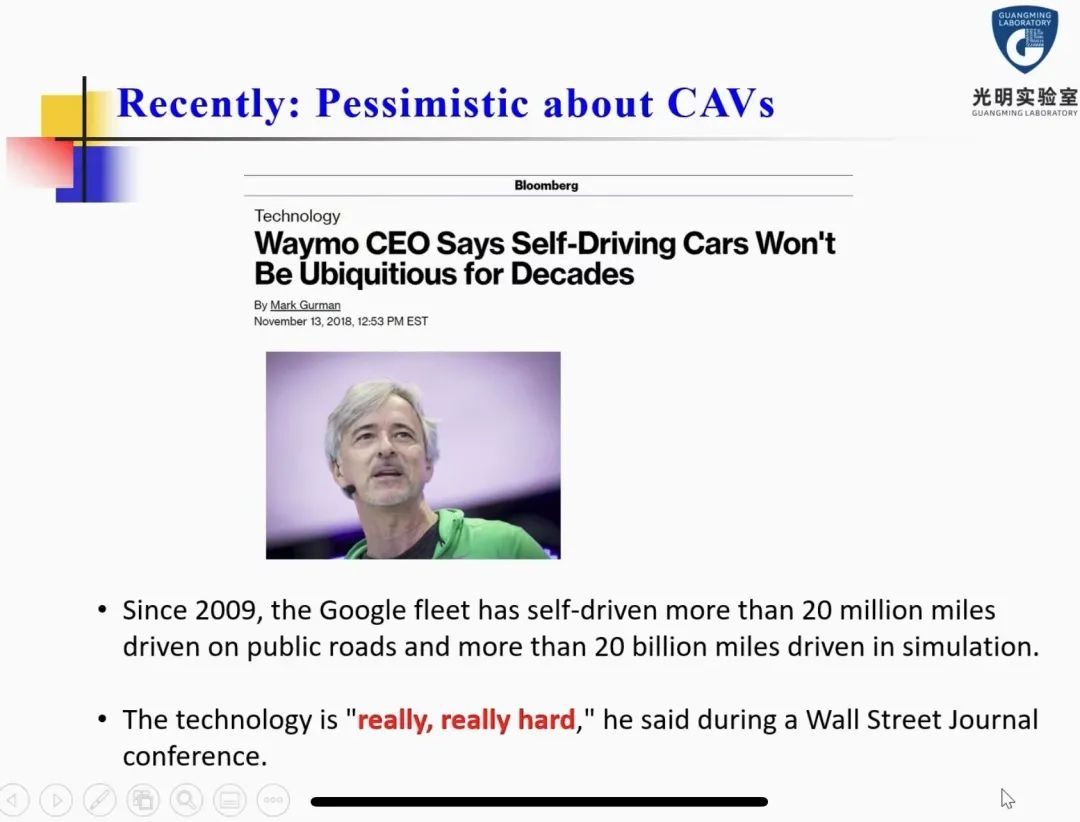 GUANGMING
LABORATORY
光明实验室
GUANGMING LABORATORY
Recently: Pessimistic about CAVs
Bloomberg
Technology
Waymo CEO Says Self-Driving Cars Won't
Be Ubiquitious for Decades
By Mark Gurman
November 13, 2018, 12:53 PM EST
• Since 2009, the Google fleet has self-driven more than 20 million miles
driven on public roads and more than 20 billion miles driven in simulation.
• The technology is "really, really hard," he said during a Wall Street Journal
conference.